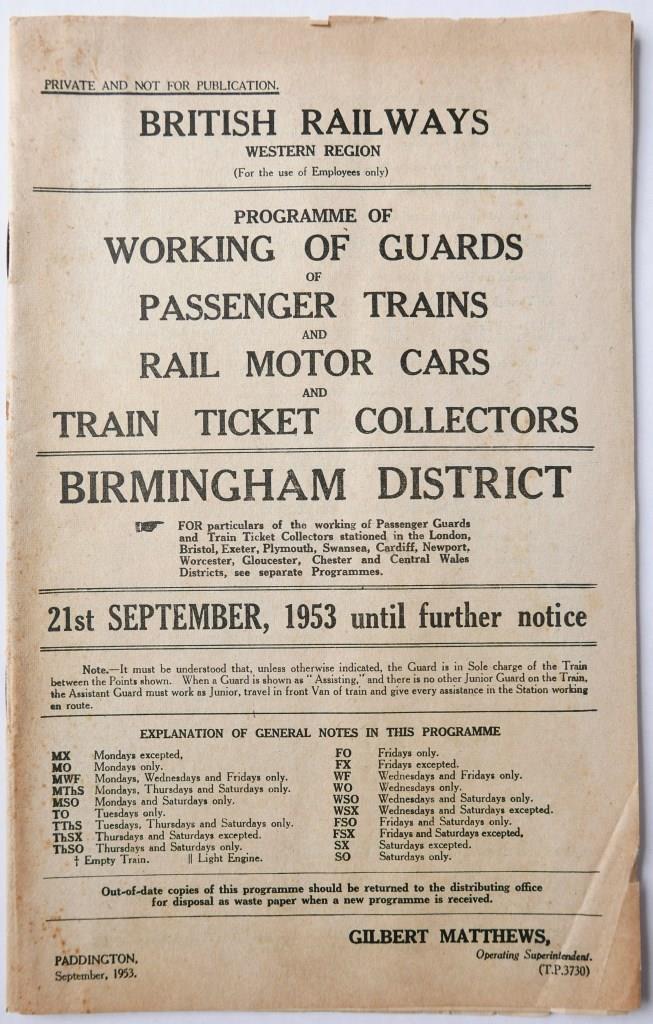 PRIVATE AND NOT FOR PUBLICATION.
BRITISH RAILWAYS
WESTERN REGION
(For the use of Employees only)
PROGRAMME OF
WORKING OF GUARDS
OF
PASSENGER TRAINS
AND
RAIL MOTOR CARS
AND
TRAIN TICKET COLLECTORS
BIRMINGHAM DISTRICT
☛ FOR particulars of the working of Passenger Guards
and Train Ticket Collectors stationed in the London,
Bristol, Exeter, Plymouth, Swansea, Cardiff, Newport,
Worcester, Gloucester, Chester and Central Wales
Districts, see separate Programmes.
21st SEPTEMBER, 1953 until further notice
Note.—It must be understood that, unless otherwise indicated, the Guard is in Sole charge of the Train
between the Points shown. When a Guard is shown as "Assisting," and there is no other Junior Guard on the Train,
the Assistant Guard must work as Junior, travel in front Van of train and give every assistance in the Station working
en route.
EXPLANATION OF GENERAL NOTES IN THIS PROGRAMME
MX Mondays excepted,
MO Mondays only.
MWF Mondays, Wednesdays and Fridays only.
MThS Mondays, Thursdays and Saturdays only.
MSO Mondays and Saturdays only.
TO Tuesdays only.
TThS Tuesdays, Thursdays and Saturdays only.
ThSX Thursdays and Saturdays excepted.
ThSO Thursdays and Saturdays only.
† Empty Train. || Light Engine.
FO Fridays only.
FX Fridays excepted.
WF Wednesdays and Fridays only.
WO Wednesdays only.
WSO Wednesdays and Saturdays only.
WSX Wednesdays and Saturdays excepted.
FSO Fridays and Saturdays only.
FSX Fridays and Saturdays excepted,
SX Saturdays excepted.
SO Saturdays only.
Out-of-date copies of this programme should be returned to the distributing office
for disposal as waste paper when a new programme is received.
GILBERT MATTHEWS,
Operating Superintendent.
(T.P.3730)
PADDINGTON,
September, 1953.